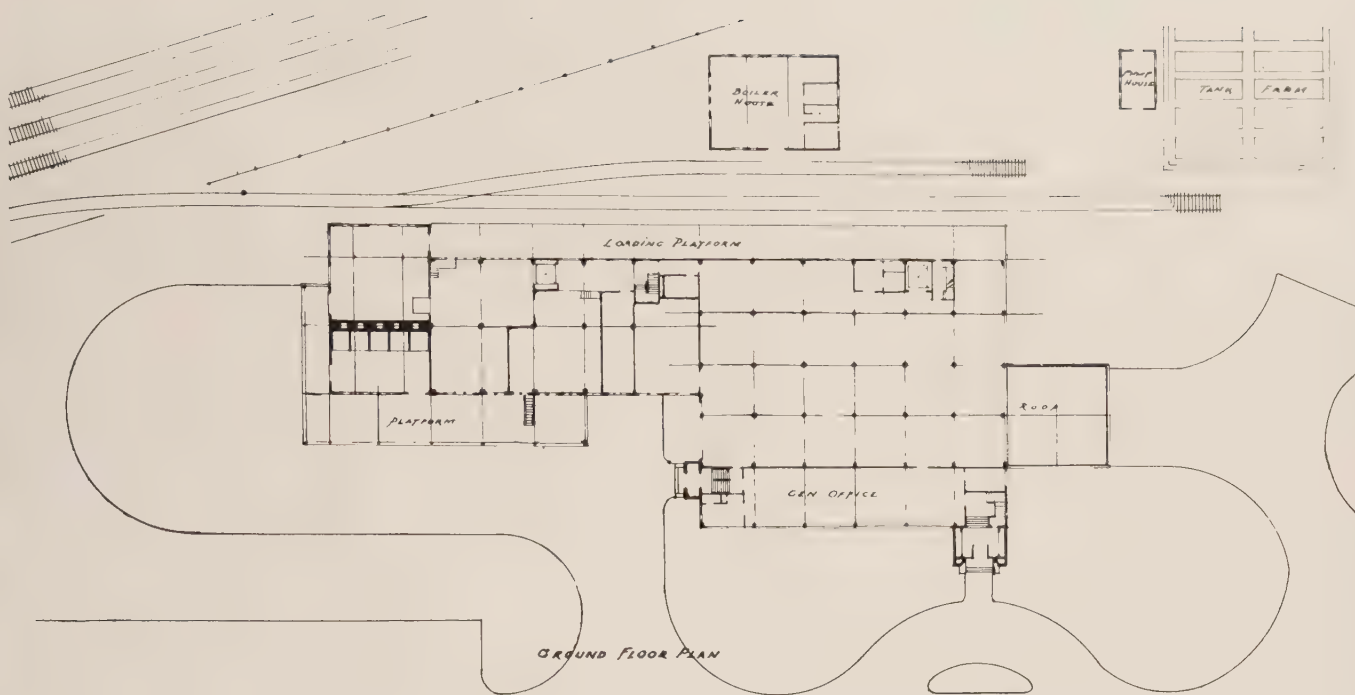 BOILER
HOUSE
PUMP
HOUSE
TANK FARM
LOADING PLATFORM
PLATFORM
ROOF
GEN OFFICE
GROUND FLOOR PLAN